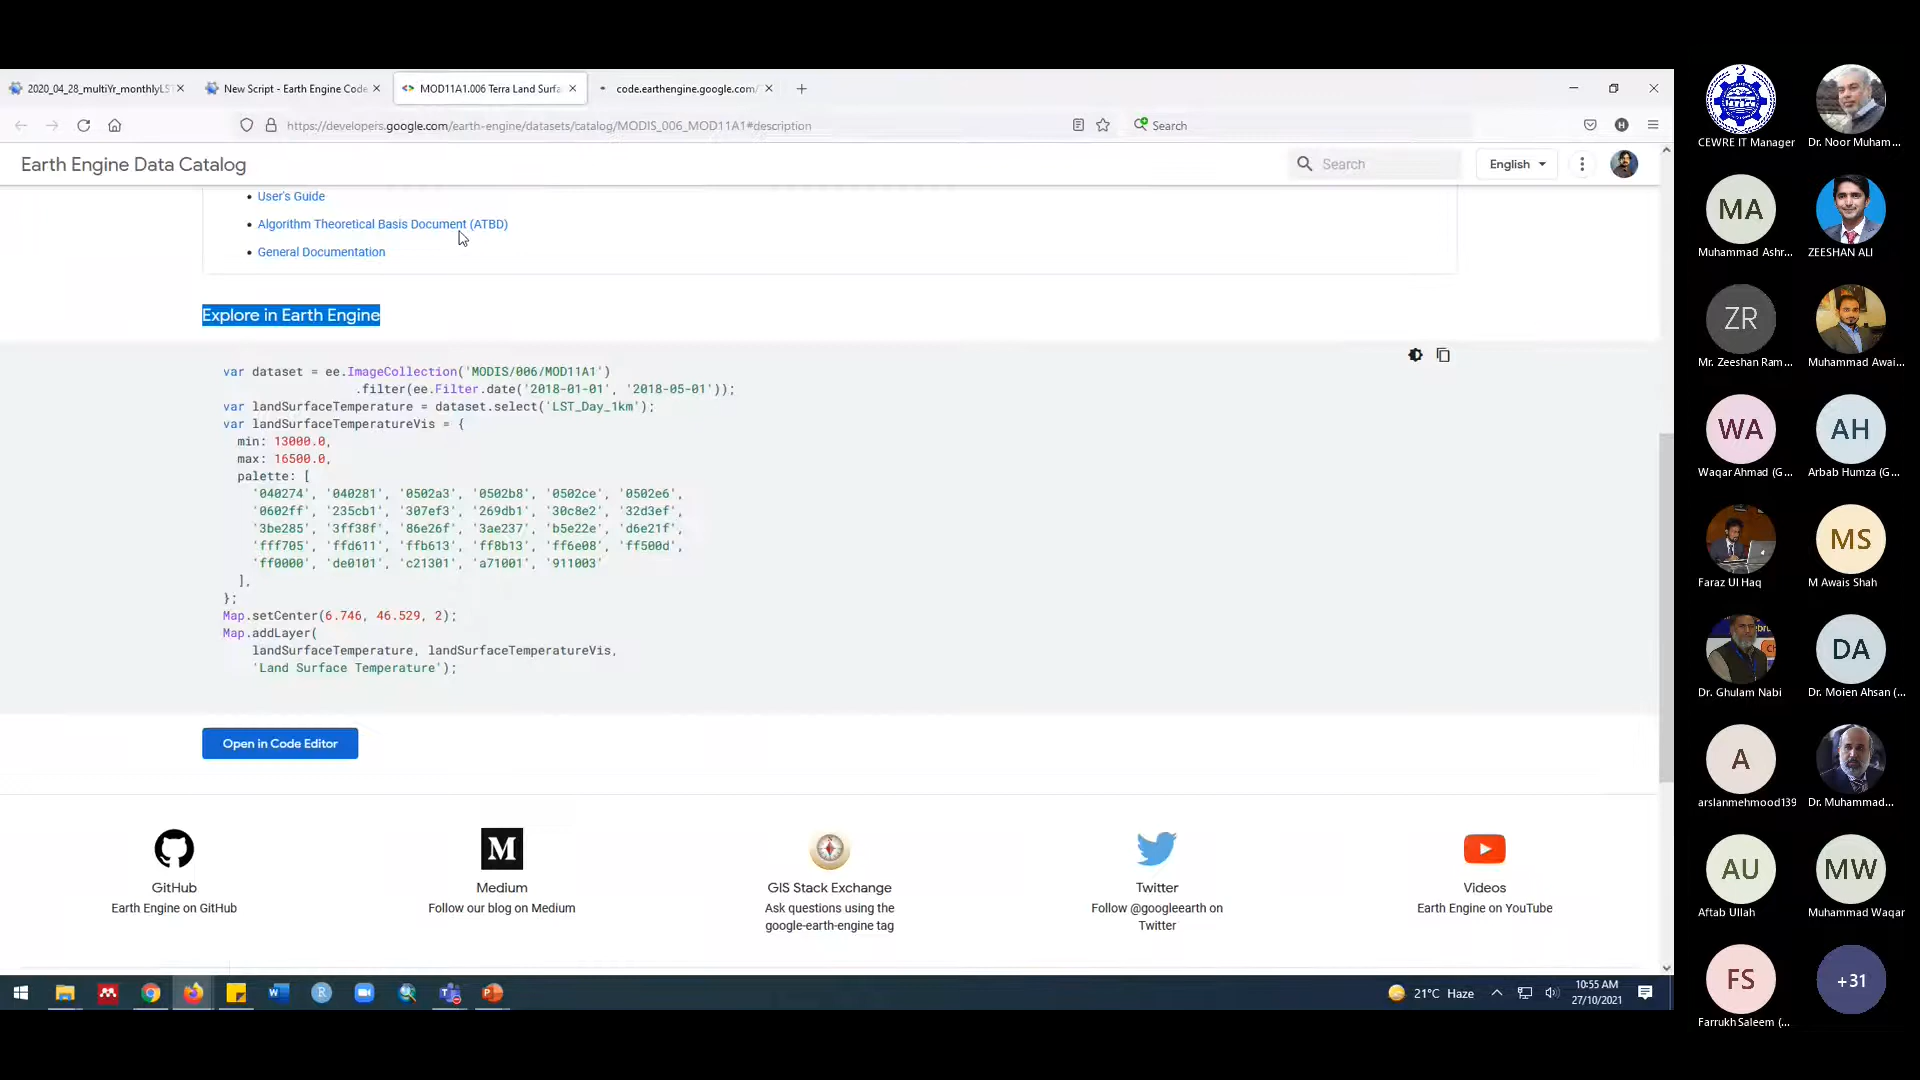 2020_04_28_multiYr_monthlyLS
New Script - Earth Engine Code
MOD11A1.006 Terra Land Surfa
code.earthengine.google.com/
https://developers.google.com/earth-engine/datasets/catalog/MODIS_006_MOD11A1#description
Search
H
Earth Engine Data Catalog
Search
English
User's Guide
Algorithm Theoretical Basis Document (ATBD)
General Documentation
Explore in Earth Engine
var dataset = ee.ImageCollection('MODIS/006/MOD11A1')
.filter(ee.Filter.date('2018-01-01', '2018-05-01'));
var landSurfaceTemperature = dataset.select('LST_Day_1km');
var landSurfaceTemperatureVis = {
min: 13000.0,
max: 16500.0,
palette: [
'040274', '040281', '0502a3', '0502b8', '0502ce', '0502e6',
'0602ff', '235cb1', '307ef3', '269db1', '30c8e2', '32d3ef',
'3be285', '3ff38f', '86e26f', '3ae237', 'b5e22e', 'd6e21f',
'fff705', 'ffd611', 'ffb613', 'ff8b13', 'ff6e08', 'ff500d',
'ff0000', 'de0101', 'c21301', 'a71001', '911003'
],
};
Map.setCenter(6.746, 46.529, 2);
Map.addLayer(
landSurfaceTemperature, landSurfaceTemperatureVis,
'Land Surface Temperature');
Open in Code Editor
GitHub
Earth Engine on GitHub
M
Medium
Follow our blog on Medium
GIS Stack Exchange
Ask questions using the
google-earth-engine tag
Twitter
Follow @googleearth on
Twitter
Videos
Earth Engine on YouTube
21°C Haze
10:55 AM
27/10/2021
CEWRE IT Manager
Dr. Noor Muham...
MA
Muhammad Ashr...
ZEESHAN ALI
ZR
Mr. Zeeshan Ram...
Muhammad Awai...
WA
Waqar Ahmad (G...
AH
Arbab Humza (G...
Faraz Ul Haq
MS
M Awais Shah
Dr. Ghulam Nabi
DA
Dr. Moien Ahsan (...
A
arslanmehmood139
Dr. Muhammad...
AU
Aftab Ullah
MW
Muhammad Waqar
FS
Farrukh Saleem (...
+31